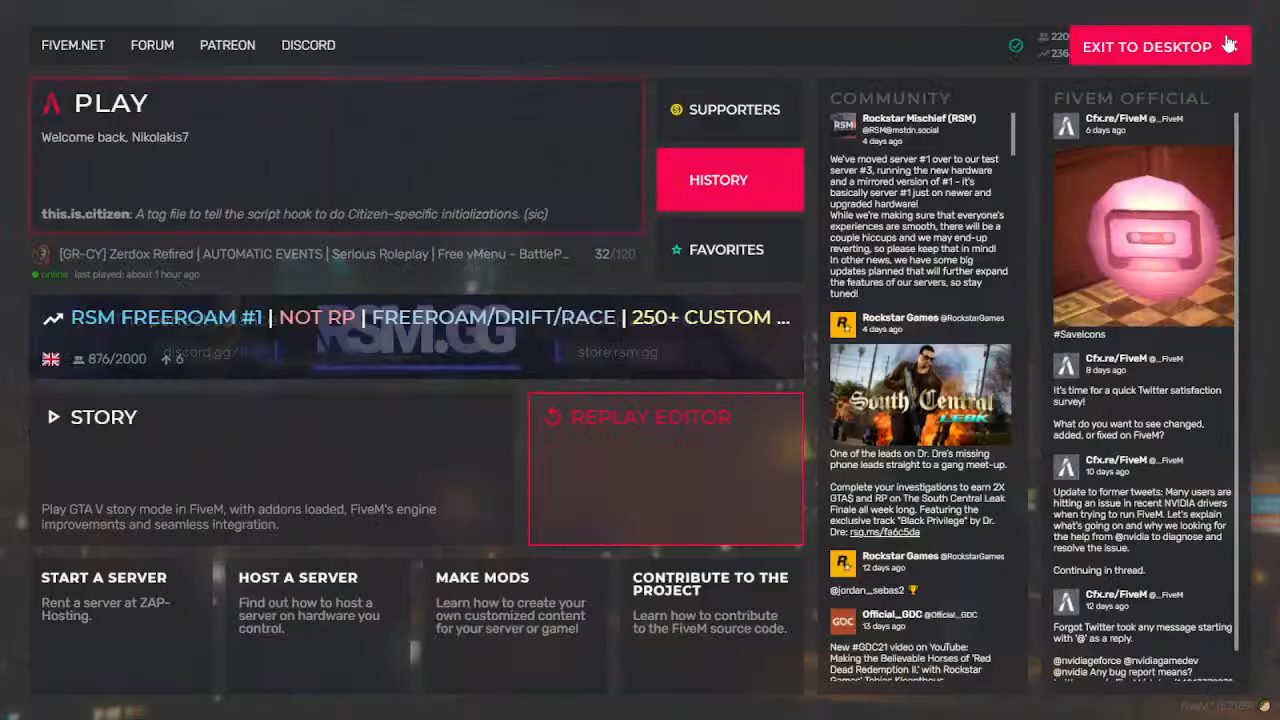 FIVEM.NET
FORUM
PATREON
DISCORD
220
236
EXIT TO DESKTOP
PLAY
Welcome back, Nikolakis7
this.is.citizen: A tag file to tell the script hook to do Citizen-specific initializations. (sic)
[GR-CY] Zerdox Refired | AUTOMATIC EVENTS | Serious Roleplay | Free vMenu - BattleP... 32/120
online last played: about 1 hour ago
SUPPORTERS
HISTORY
FAVORITES
RSM FREEROAM #1 | NOT RP | FREEROAM/DRIFT/RACE | 250+ CUSTOM ...
RSM.GG
876/2000
6
discord.gg/
store.rsm.gg
STORY
Play GTA V story mode in FiveM, with addons loaded, FiveM's engine
improvements and seamless integration.
REPLAY EDITOR
START A SERVER
Rent a server at ZAP-
Hosting.
HOST A SERVER
Find out how to host a
server on hardware you
control.
MAKE MODS
Learn how to create your
own customized content
for your server or game!
CONTRIBUTE TO THE
PROJECT
Learn how to contribute
to the FiveM source code.
COMMUNITY
RSM
Rockstar Mischief (RSM)
@RSM@mstdn.social
4 days ago
We've moved server #1 over to our test
server #3, running the new hardware
and a mirrored version of #1 - it's
basically server #1 just on newer and
upgraded hardware!
While we're making sure that everyone's
experiences are smooth, there will be a
couple hiccups and we may end-up
reverting, so please keep that in mind!
In other news, we have some big
updates planned that will further expand
the features of our servers, so stay
tuned!
Rockstar Games @RockstarGames
4 days ago
South Central
LEAK
One of the leads on Dr. Dre's missing
phone leads straight to a gang meet-up.
Complete your investigations to earn 2X
GTA$ and RP on The South Central Leak
Finale all week long. Featuring the
exclusive track "Black Privilege" by Dr.
Dre: rsg.ms/fa6c5da
Rockstar Games @RockstarGames
12 days ago
@jordan_sebas2 🏆
GDC
Official_GDC @Official_GDC
13 days ago
New #GDC21 video on YouTube:
Making the Believable Horses of 'Red
Dead Redemption II,' with Rockstar
Games' Tobias Kleanthous
FIVEM OFFICIAL
Cfx.re/FiveM @_FiveM
6 days ago
#SaveIcons
Cfx.re/FiveM @_FiveM
8 days ago
It's time for a quick Twitter satisfaction
survey!
What do you want to see changed,
added, or fixed on FiveM?
Cfx.re/FiveM @_FiveM
10 days ago
Update to former tweets: Many users are
hitting an issue in recent NVIDIA drivers
when trying to run FiveM. Let's explain
what's going on and why we looking for
the help from @nvidia to diagnose and
resolve the issue.
Continuing in thread.
Cfx.re/FiveM @_FiveM
12 days ago
Forgot Twitter took any message starting
with '@' as a reply.
@nvidiageforce @nvidiagamedev
@nvidia Any bug report means?